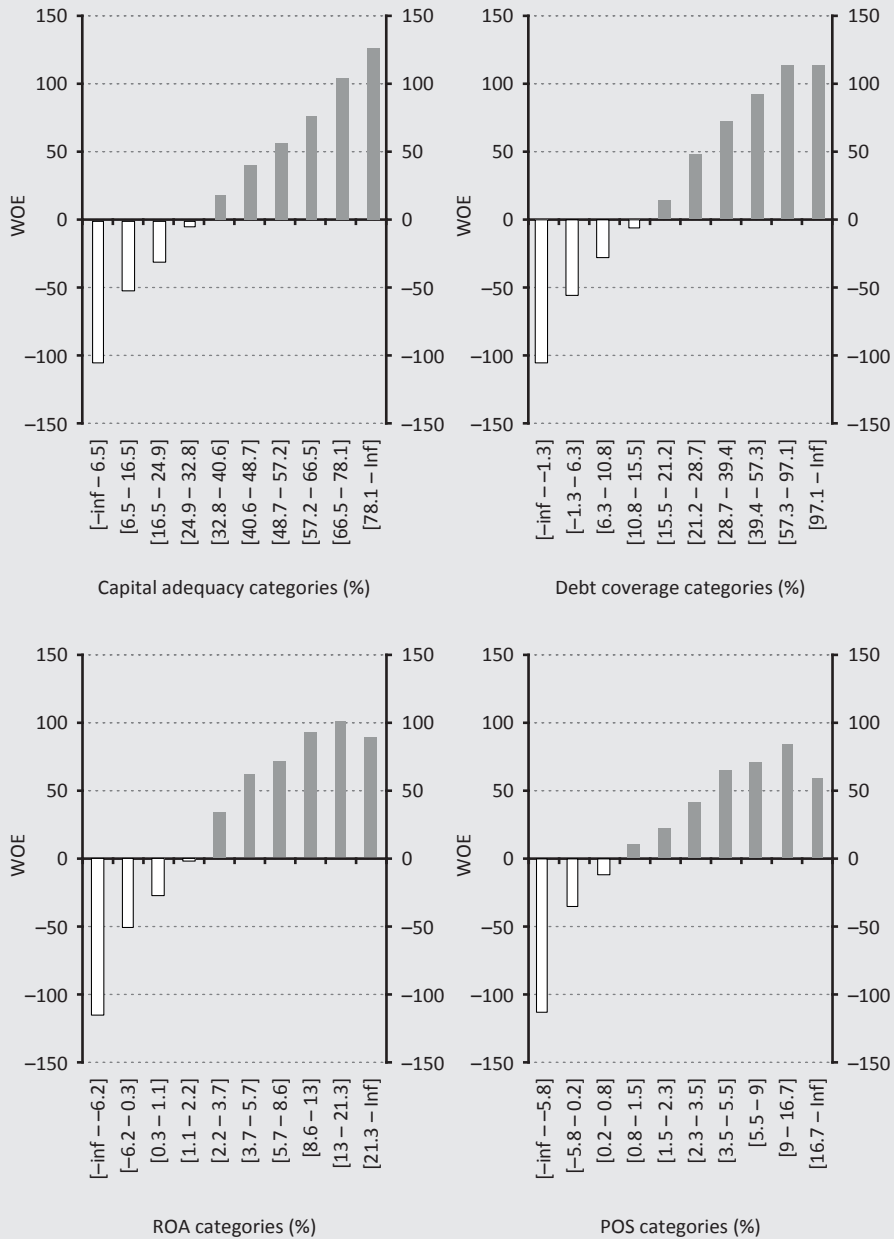 150
100
50
0
–50
–100
–150
WOE
150
100
50
0
–50
–100
–150
[–inf – 6.5]
[6.5 – 16.5]
[16.5 – 24.9]
[24.9 – 32.8]
[32.8 – 40.6]
[40.6 – 48.7]
[48.7 – 57.2]
[57.2 – 66.5]
[66.5 – 78.1]
[78.1 – Inf]
Capital adequacy categories (%)
150
100
50
0
–50
–100
–150
WOE
150
100
50
0
–50
–100
–150
[–inf – –1.3]
[–1.3 – 6.3]
[6.3 – 10.8]
[10.8 – 15.5]
[15.5 – 21.2]
[21.2 – 28.7]
[28.7 – 39.4]
[39.4 – 57.3]
[57.3 – 97.1]
[97.1 – Inf]
Debt coverage categories (%)
150
100
50
0
–50
–100
–150
WOE
150
100
50
0
–50
–100
–150
[–inf – –6.2]
[–6.2 – 0.3]
[0.3 – 1.1]
[1.1 – 2.2]
[2.2 – 3.7]
[3.7 – 5.7]
[5.7 – 8.6]
[8.6 – 13]
[13 – 21.3]
[21.3 – Inf]
ROA categories (%)
150
100
50
0
–50
–100
–150
WOE
150
100
50
0
–50
–100
–150
[–inf – –5.8]
[–5.8 – 0.2]
[0.2 – 0.8]
[0.8 – 1.5]
[1.5 – 2.3]
[2.3 – 3.5]
[3.5 – 5.5]
[5.5 – 9]
[9 – 16.7]
[16.7 – Inf]
POS categories (%)